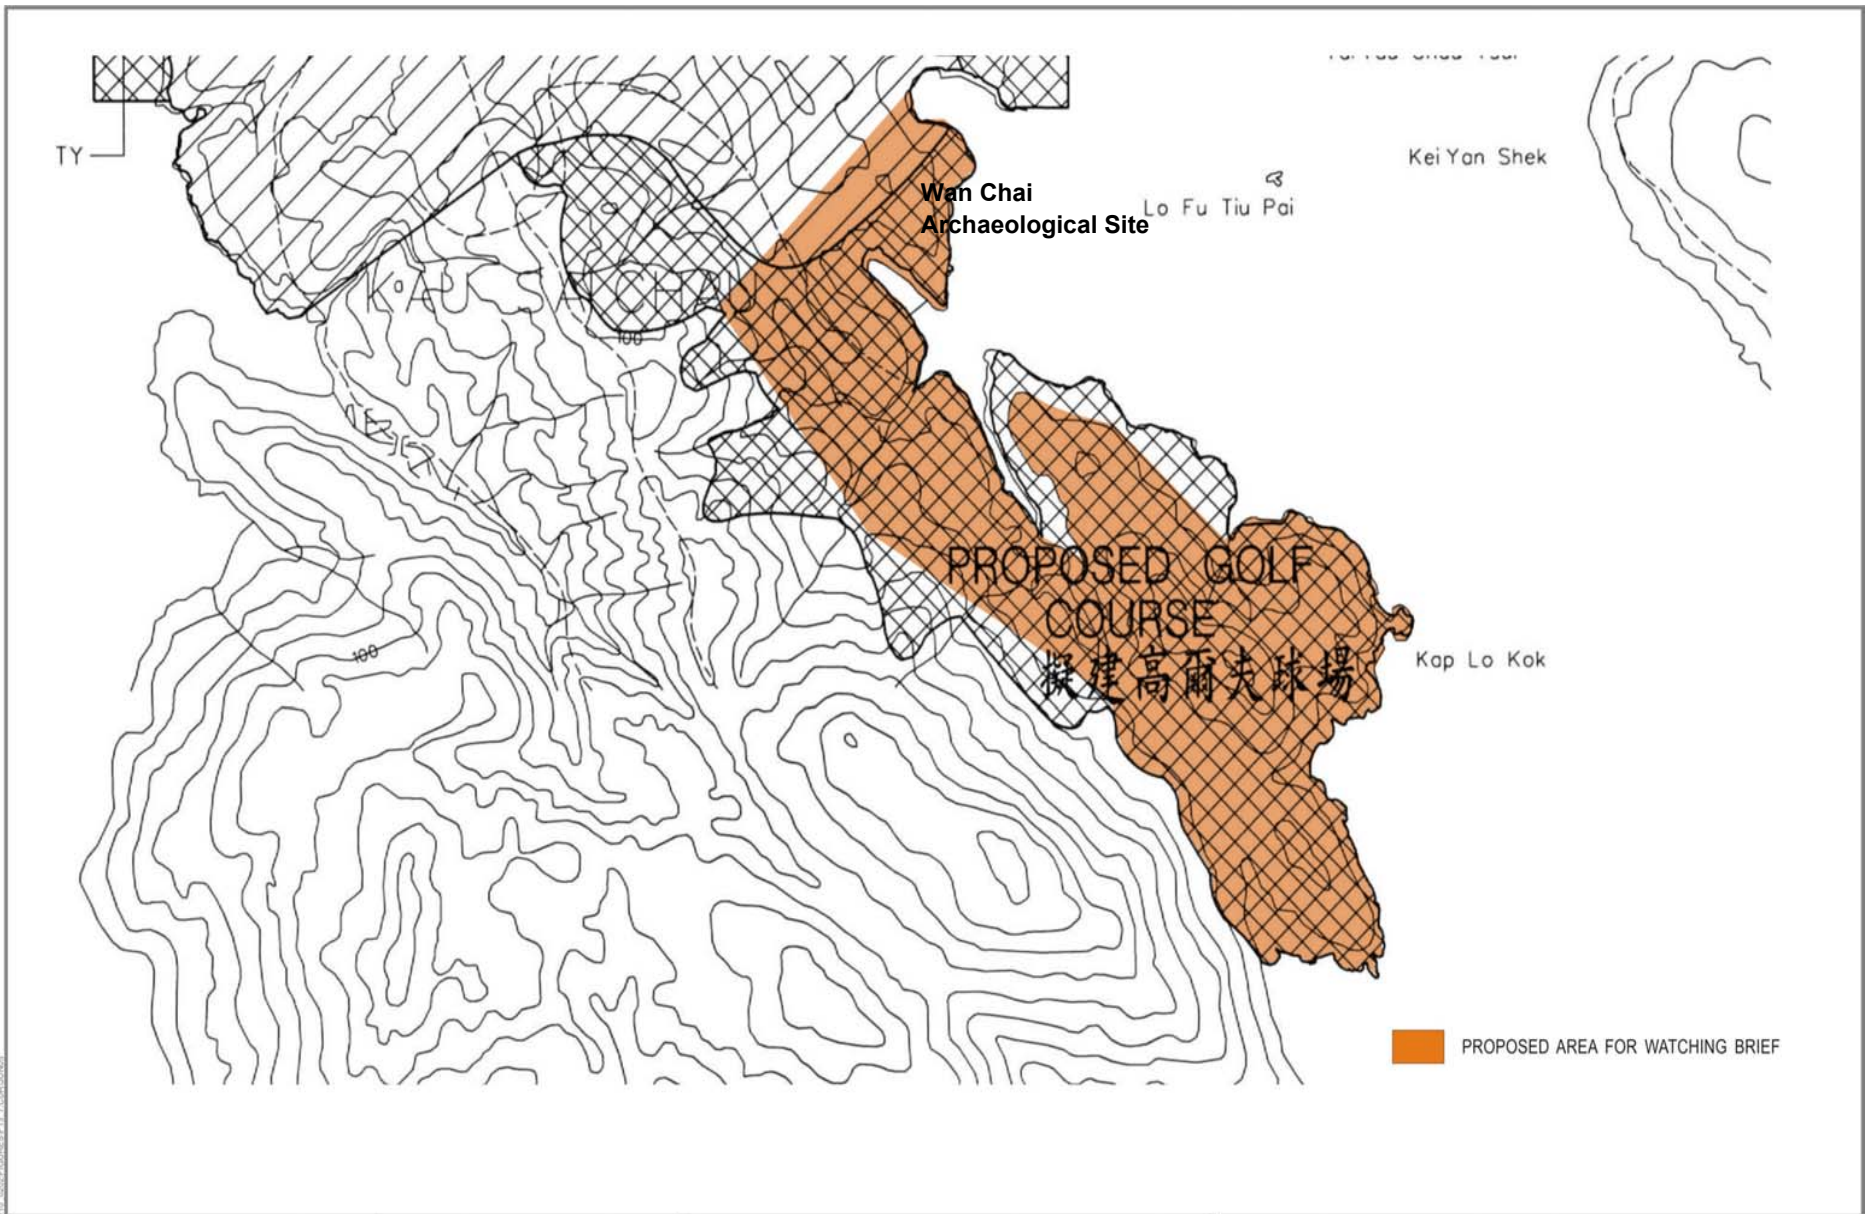 TY
Kei Yan Shek
Wan Chai
Archaeological Site
Lo Fu Tiu Pai
KAU SAI CHAU
100
PROPOSED GOLF
COURSE
擬建高爾夫球場
Kap Lo Kok
100
PROPOSED AREA FOR WATCHING BRIEF